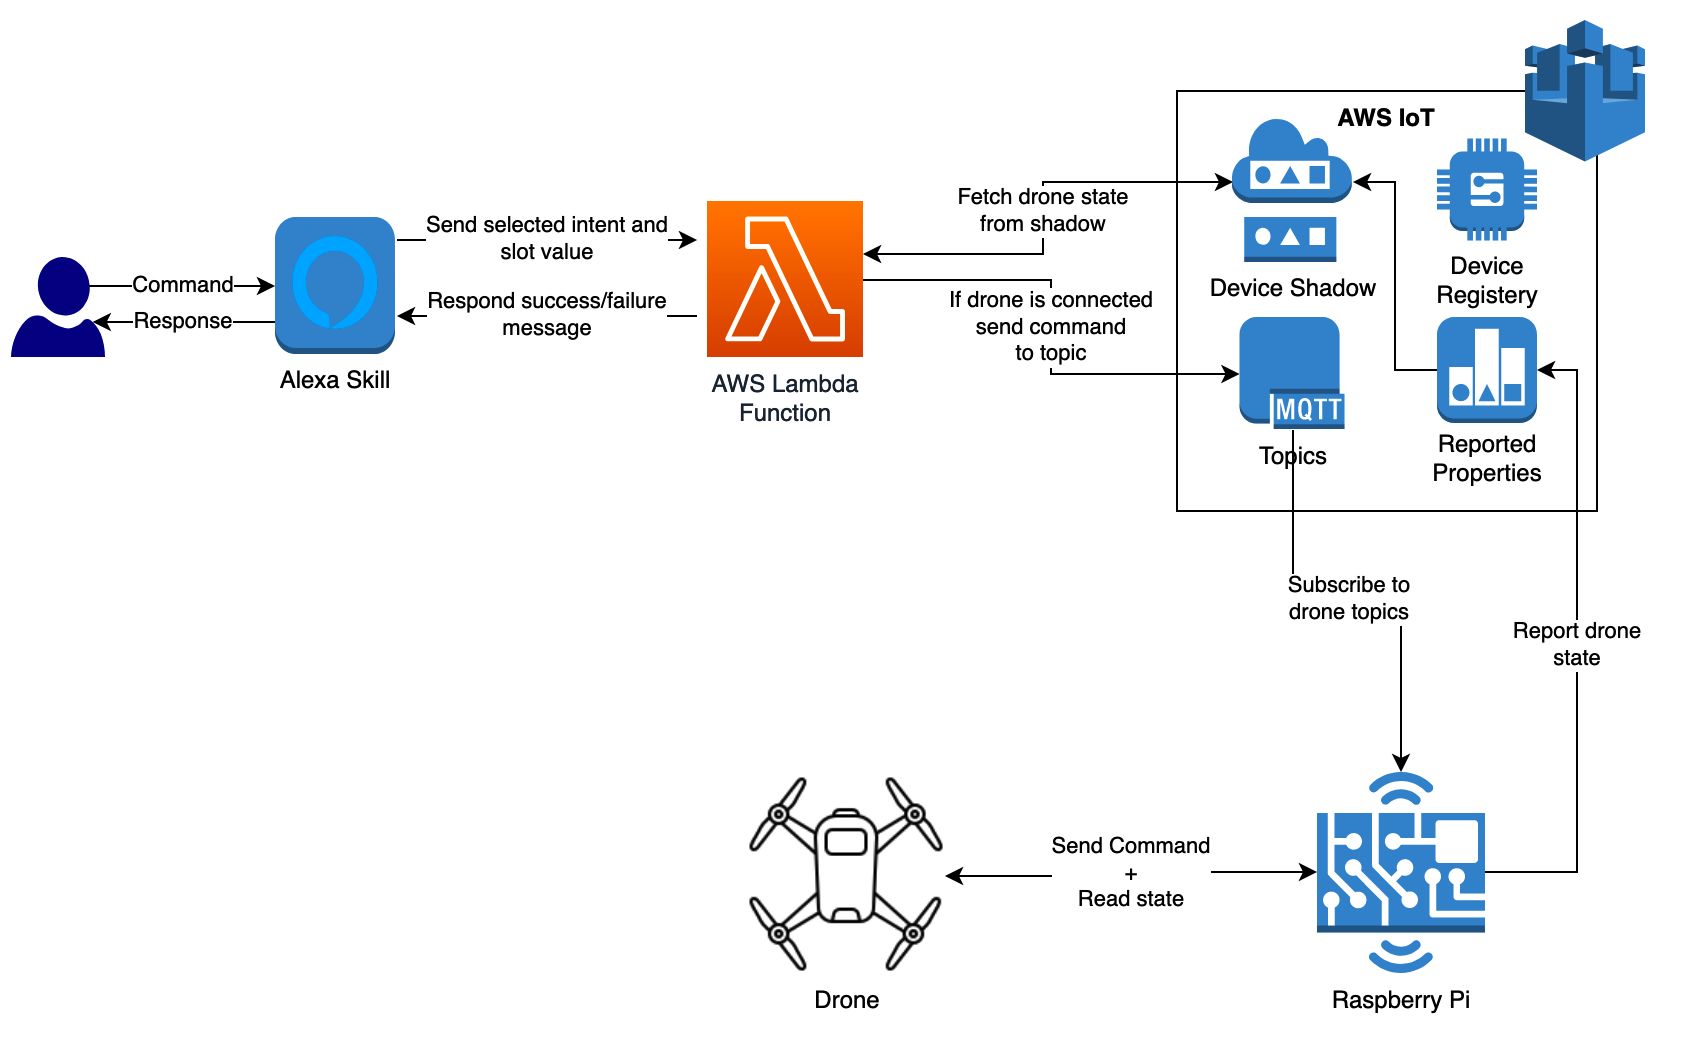 AWS IoT
Fetch drone state
from shadow
Send selected intent and
slot value
Command
Response
Respond success/failure
message
Alexa Skill
AWS Lambda
Function
If drone is connected
send command
to topic
Device Shadow
Device
Registery
MQTT
Topics
Reported
Properties
Subscribe to
drone topics
Report drone
state
Send Command
+
Read state
Drone
Raspberry Pi